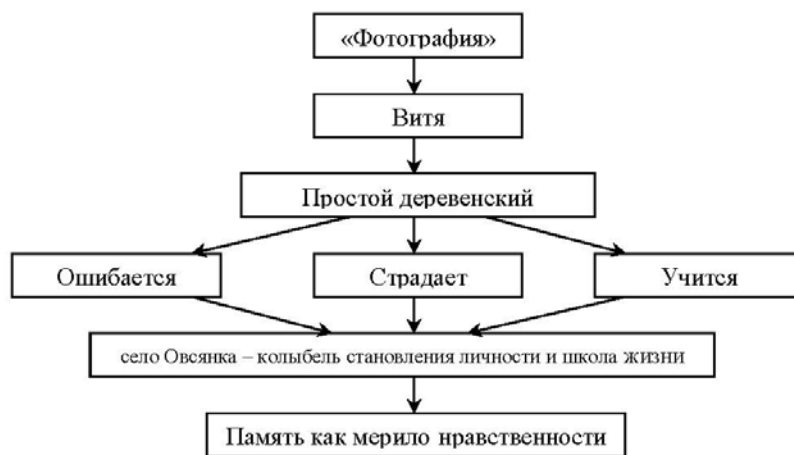 «Фотография»
Витя
Простой деревенский
Ошибается
Страдает
Учится
село Овсянка – колыбель становления личности и школа жизни
Память как мерило нравственности